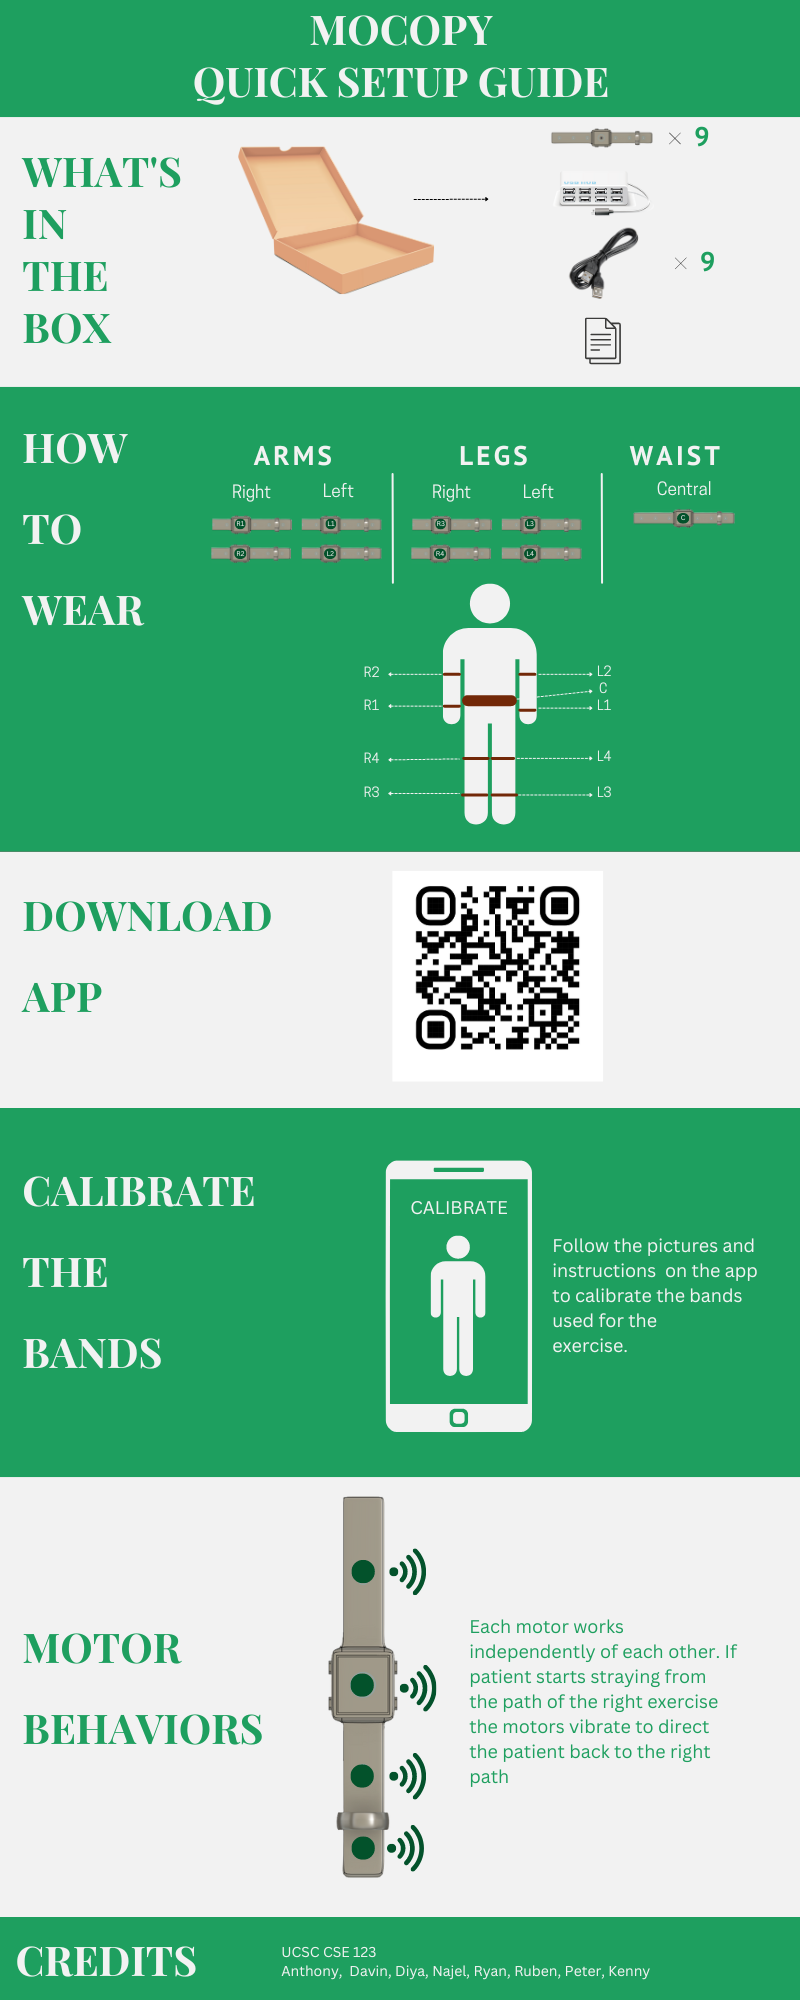 MOCOPY
QUICK SETUP GUIDE
WHAT'S
IN
THE
BOX
× 9
× 9
HOW
TO
WEAR
ARMS
Right Left
R1 L1
R2 L2
LEGS
Right Left
R3 L3
R4 L4
WAIST
Central
C
R2 L2
C
R1 L1
R4 L4
R3 L3
DOWNLOAD
APP
CALIBRATE
THE
BANDS
CALIBRATE
Follow the pictures and
instructions on the app
to calibrate the bands
used for the
exercise.
MOTOR
BEHAVIORS
Each motor works
independently of each other. If
patient starts straying from
the path of the right exercise
the motors vibrate to direct
the patient back to the right
path
CREDITS
UCSC CSE 123
Anthony, Davin, Diya, Najel, Ryan, Ruben, Peter, Kenny